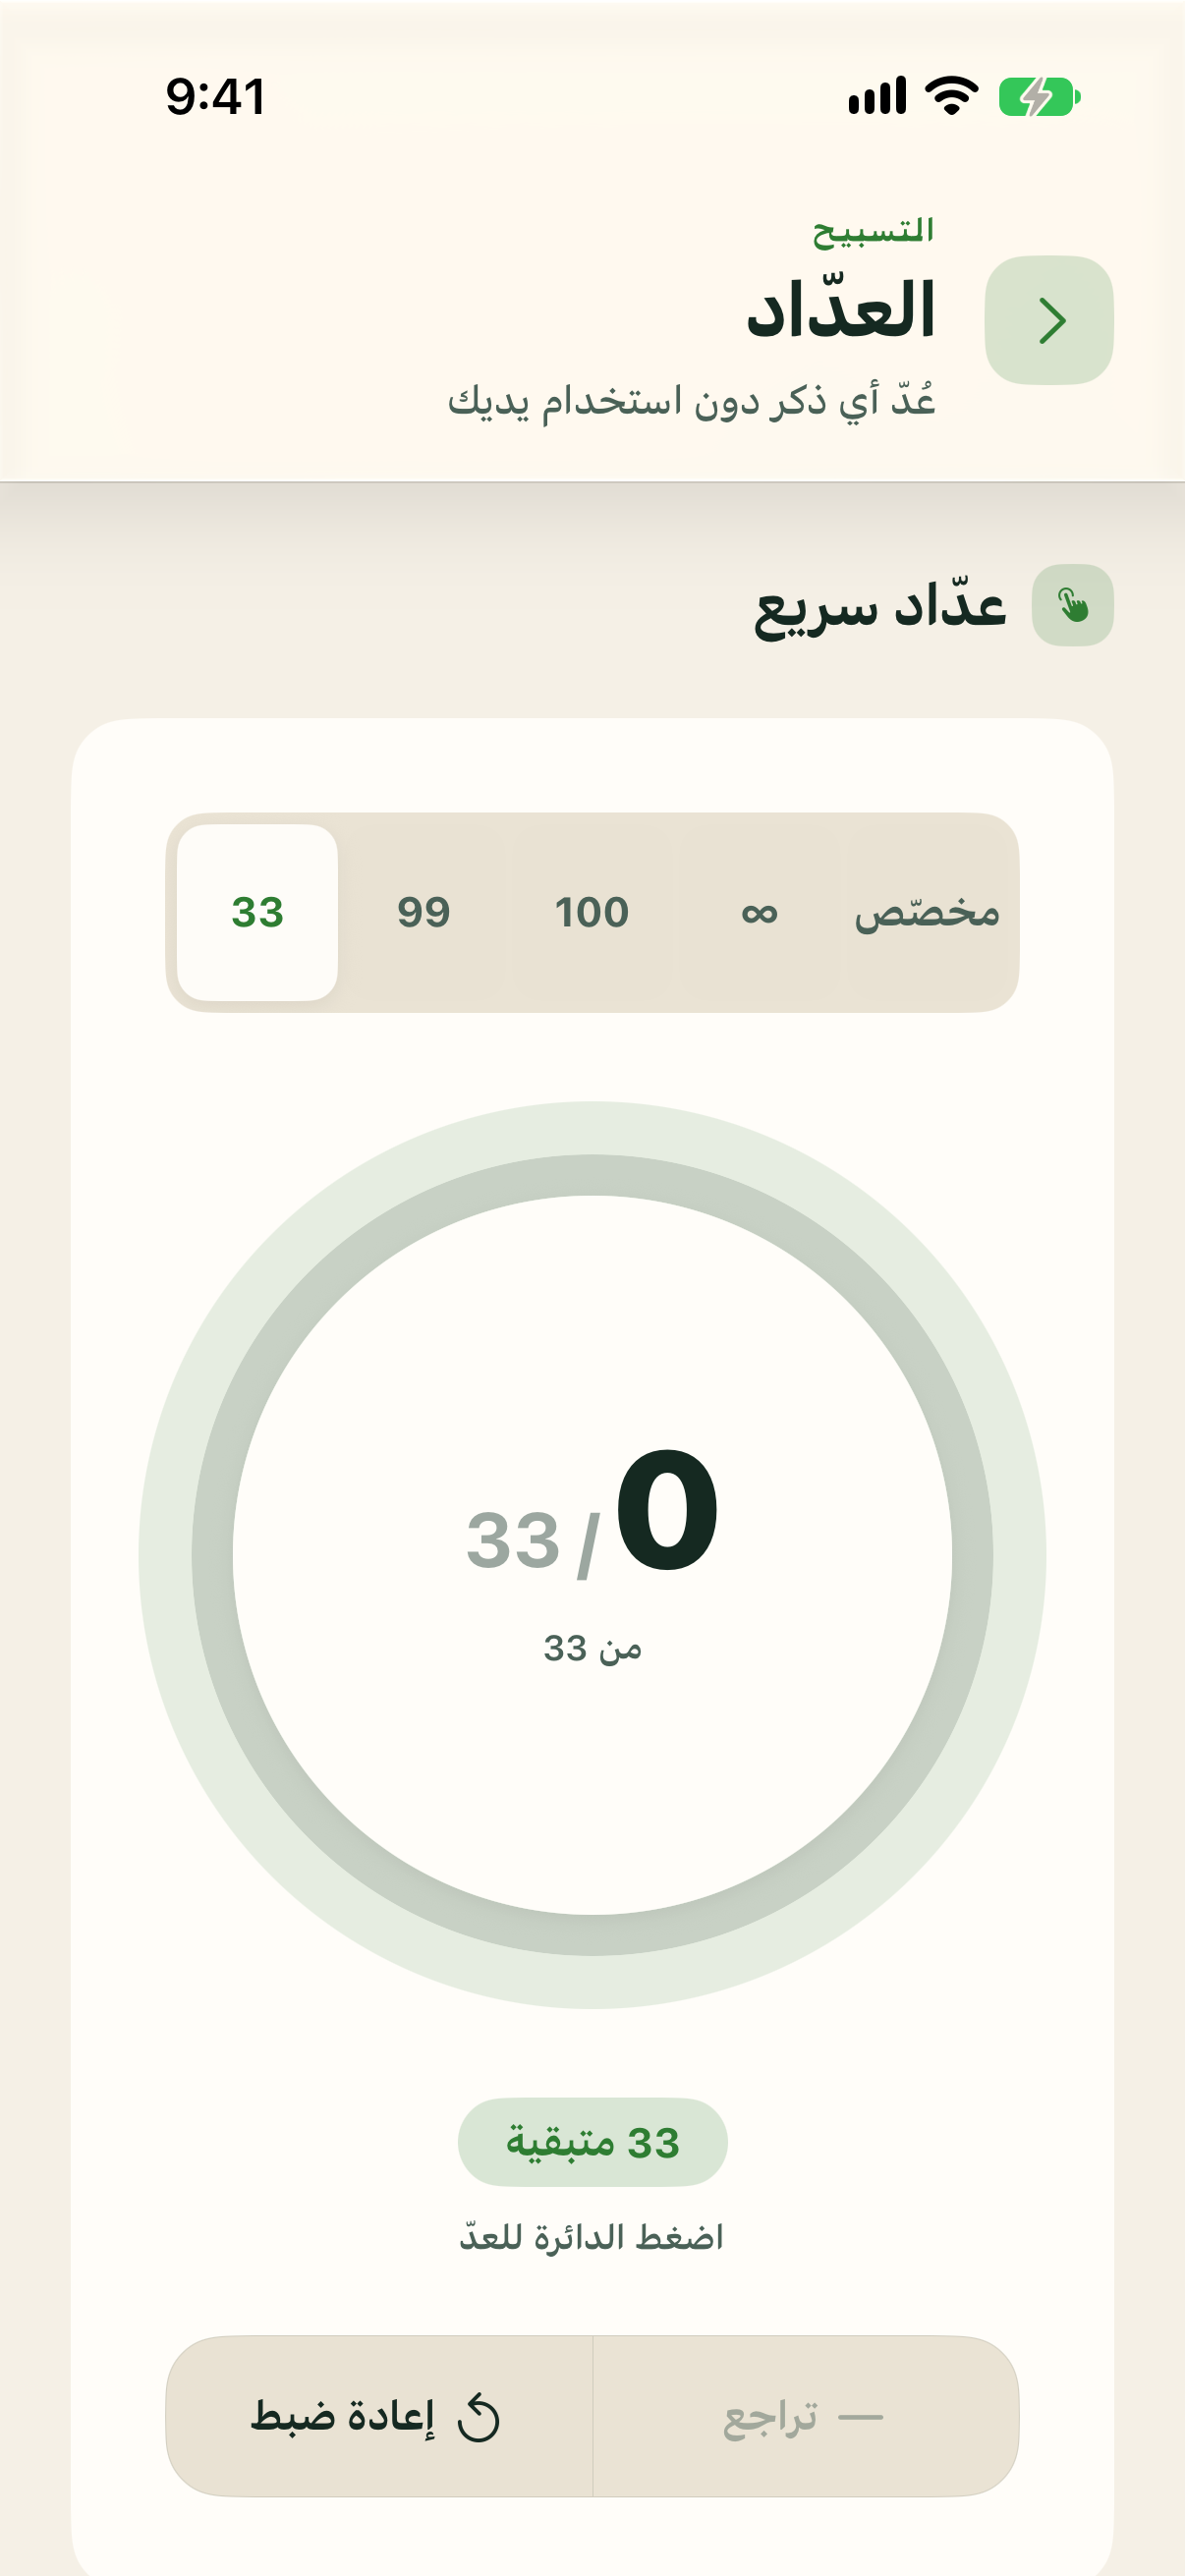 9:41
التسبيح
العدّاد
عُدّ أي ذكر دون استخدام يديك
عدّاد سريع
مخصّص ∞ 100 99 33
0 / 33
من 33
33 متبقية
اضغط الدائرة للعدّ
تراجع
إعادة ضبط